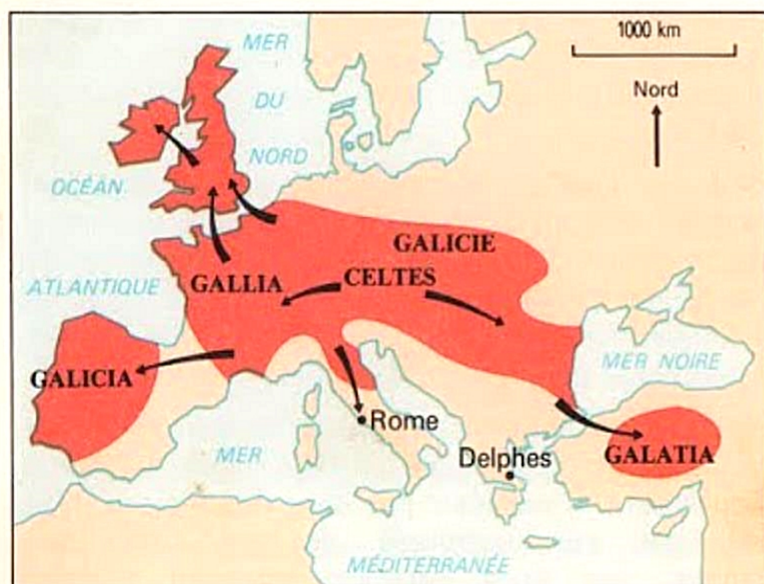 MER
DU
NORD
1000 km
Nord
OCÉAN
ATLANTIQUE
GALICIE
CELTES
GALLIA
GALICIA
MER NOIRE
Rome
Delphes
GALATIA
MER
MÉDITERRANÉE